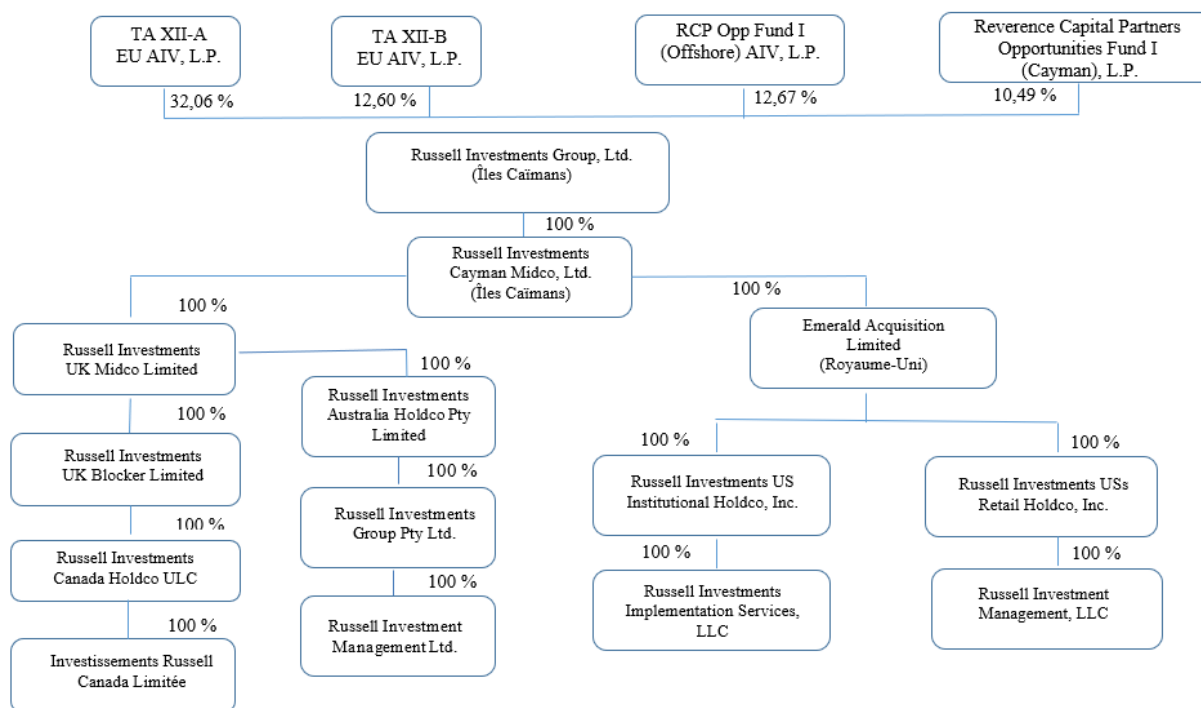 TA XII-A
EU AIV, L.P.
TA XII-B
EU AIV, L.P.
RCP Opp Fund I
(Offshore) AIV, L.P.
Reverence Capital Partners
Opportunities Fund I
(Cayman), L.P.
32,06 %
12,60 %
12,67 %
10,49 %
Russell Investments Group, Ltd.
(Îles Caïmans)
100 %
Russell Investments
Cayman Midco, Ltd.
(Îles Caïmans)
100 %
100 %
Russell Investments
UK Midco Limited
Emerald Acquisition
Limited
(Royaume-Uni)
100 %
Russell Investments
Australia Holdco Pty
Limited
100 %
Russell Investments
UK Blocker Limited
100 %
100 %
Russell Investments US
Institutional Holdco, Inc.
Russell Investments USs
Retail Holdco, Inc.
100 %
Russell Investments
Group Pty Ltd.
100 %
Russell Investments
Canada Holdco ULC
100 %
100 %
Russell Investments
Implementation Services,
LLC
Russell Investment
Management, LLC
100 %
Russell Investment
Management Ltd.
100 %
Investissements Russell
Canada Limitée